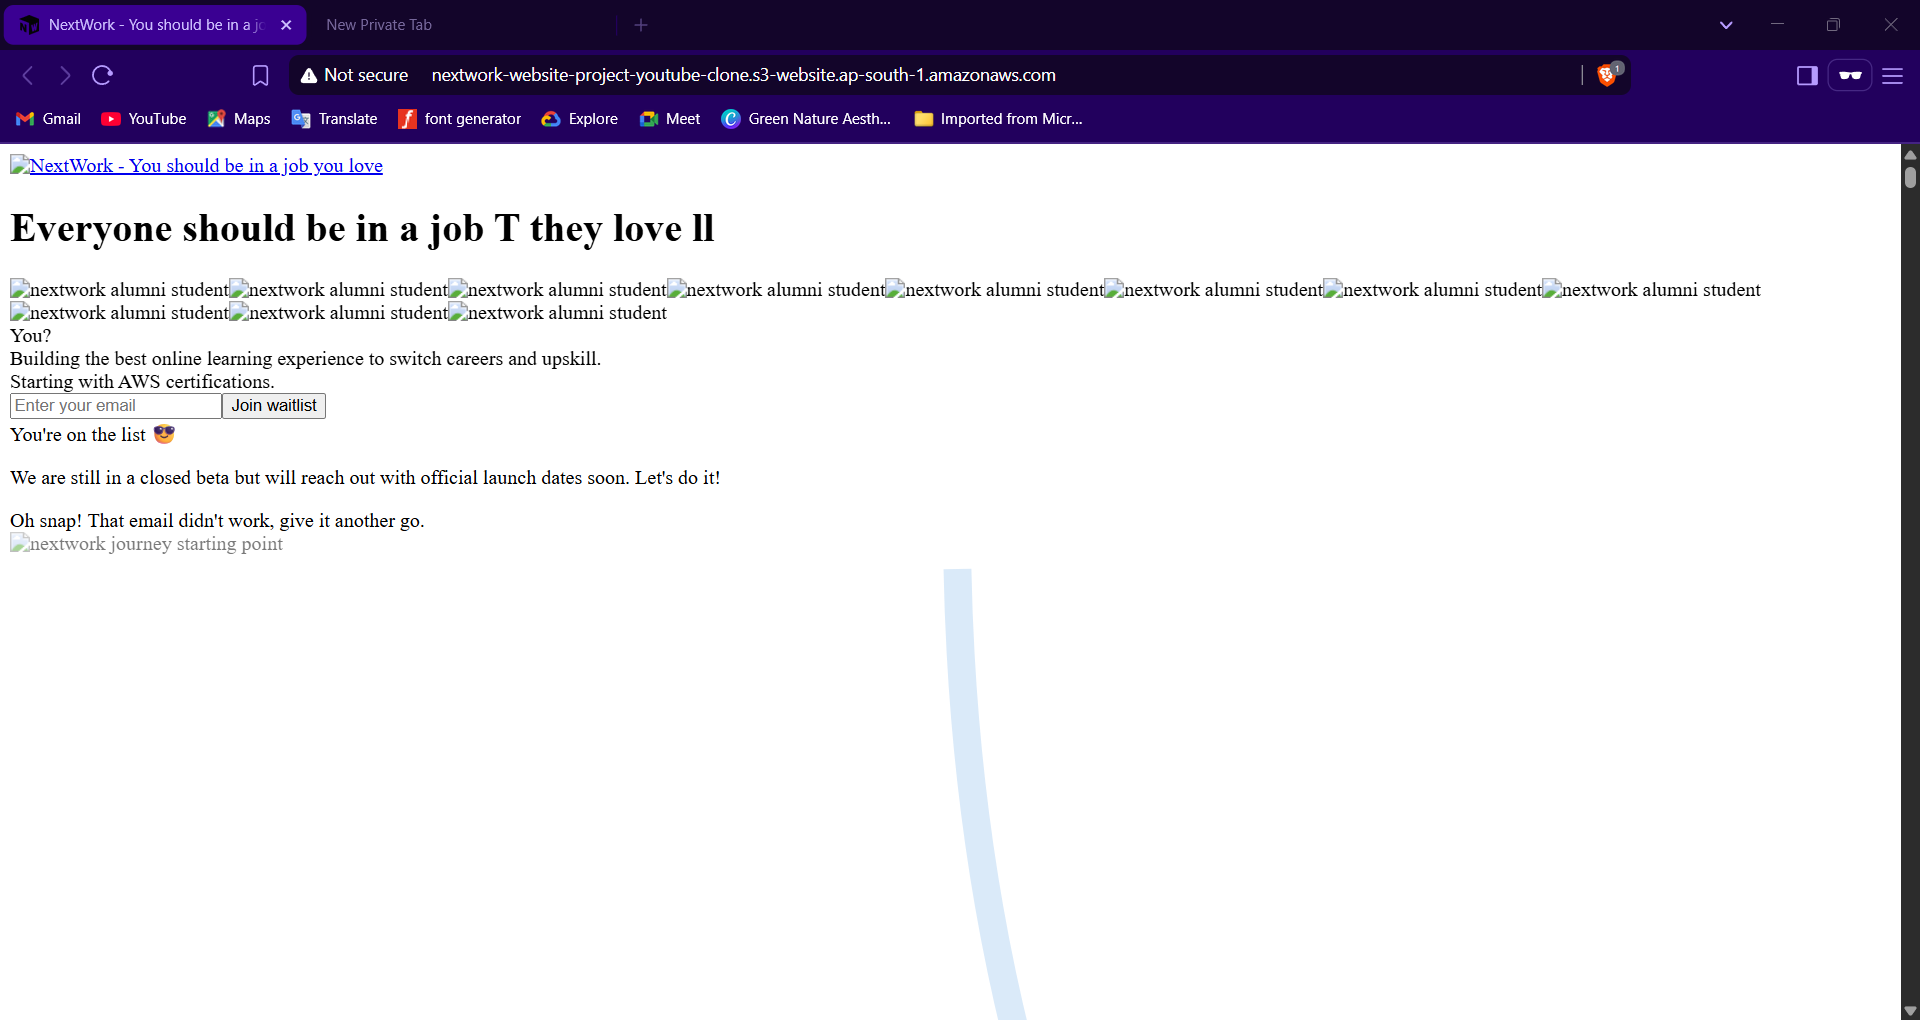 NextWork - You should be in a jo
New Private Tab
Not secure
nextwork-website-project-youtube-clone.s3-website.ap-south-1.amazonaws.com
1
Gmail YouTube Maps Translate font generator Explore Meet Green Nature Aesth... Imported from Micr...
NextWork - You should be in a job you love
Everyone should be in a job T they love ll
nextwork alumni student nextwork alumni student nextwork alumni student nextwork alumni student nextwork alumni student nextwork alumni student nextwork alumni student nextwork alumni student
nextwork alumni student nextwork alumni student nextwork alumni student
You?
Building the best online learning experience to switch careers and upskill.
Starting with AWS certifications.
Enter your email Join waitlist
You're on the list 😎
We are still in a closed beta but will reach out with official launch dates soon. Let's do it!
Oh snap! That email didn't work, give it another go.
nextwork journey starting point